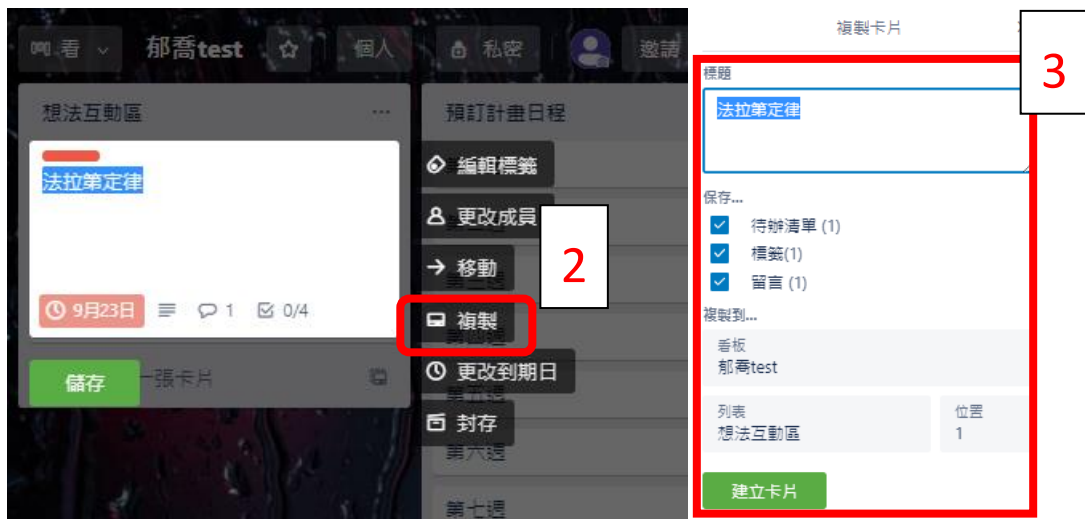 看
郁喬test
個人
私密
邀請
想法互動區
法拉第定律
9月23日
1
0/4
儲存
一張卡片
預訂計畫日程
編輯標籤
更改成員
移動
複製
更改到期日
封存
第五週
第六週
第七週
2
複製卡片
3
標題
法拉第定律
保存...
待辦清單 (1)
標籤(1)
留言 (1)
複製到...
看板
郁喬test
列表
想法互動區
位置
1
建立卡片